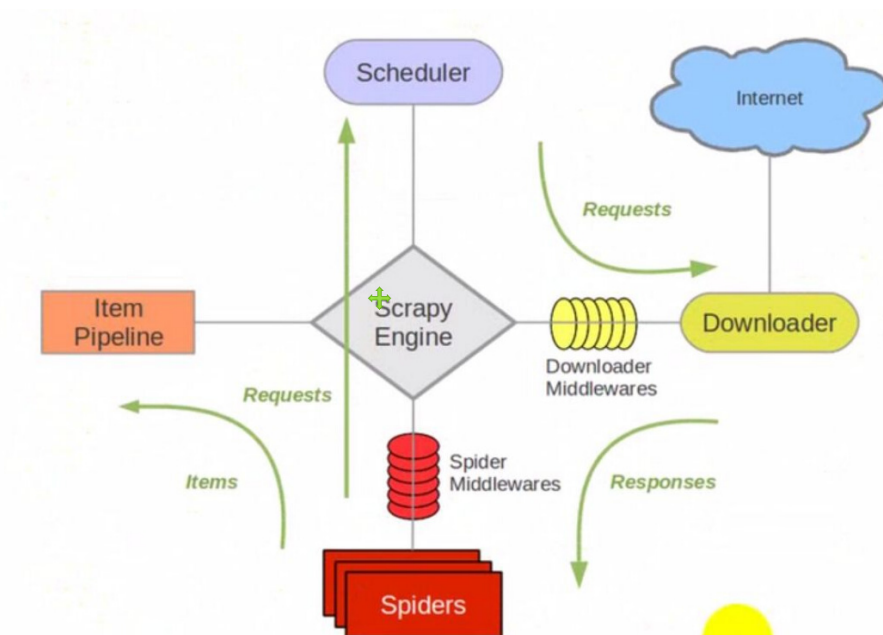 Scheduler
Internet
Requests
Item
Pipeline
Scrapy
Engine
Downloader
Downloader
Middlewares
Requests
Items
Spider
Middlewares
Responses
Spiders